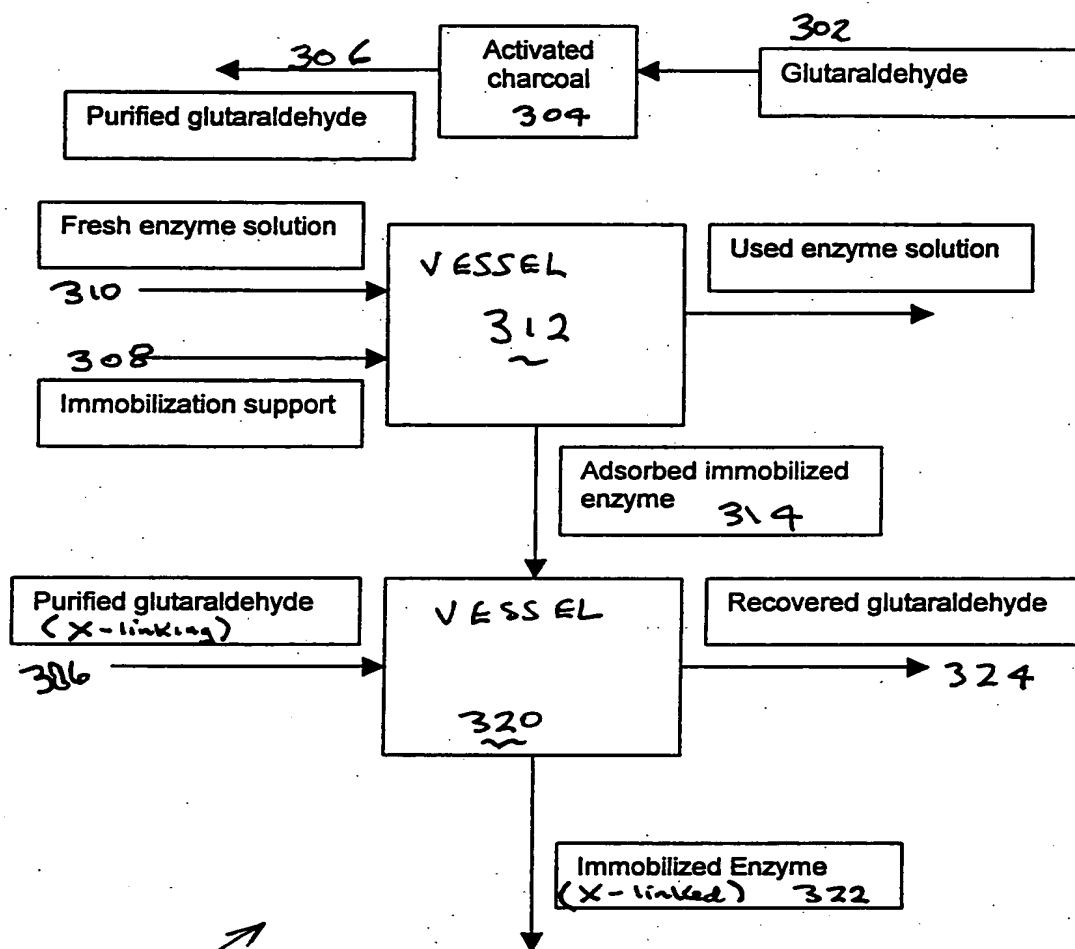 302
306
Activated
charcoal
304
Glutaraldehyde
Purified glutaraldehyde
Fresh enzyme solution
310
308
Immobilization support
VESSEL
312
Used enzyme solution
Adsorbed immobilized
enzyme 314
Purified glutaraldehyde
(X-linking)
306
VESSEL
320
Recovered glutaraldehyde
324
Immobilized Enzyme
(X-linked) 322